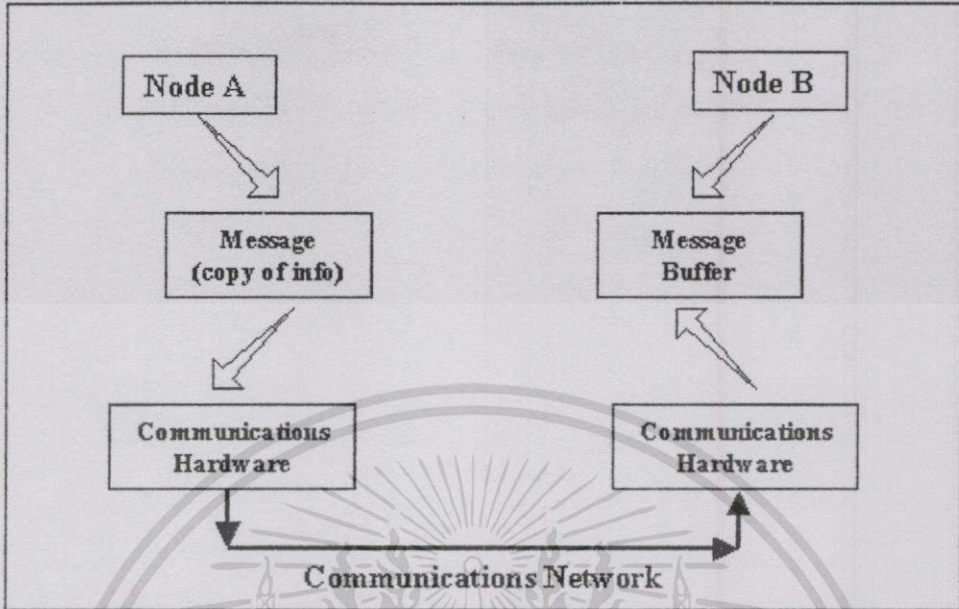 Node A
Node B
Message
(copy of info)
Message
Buffer
Communications
Hardware
Communications
Hardware
Communications Network